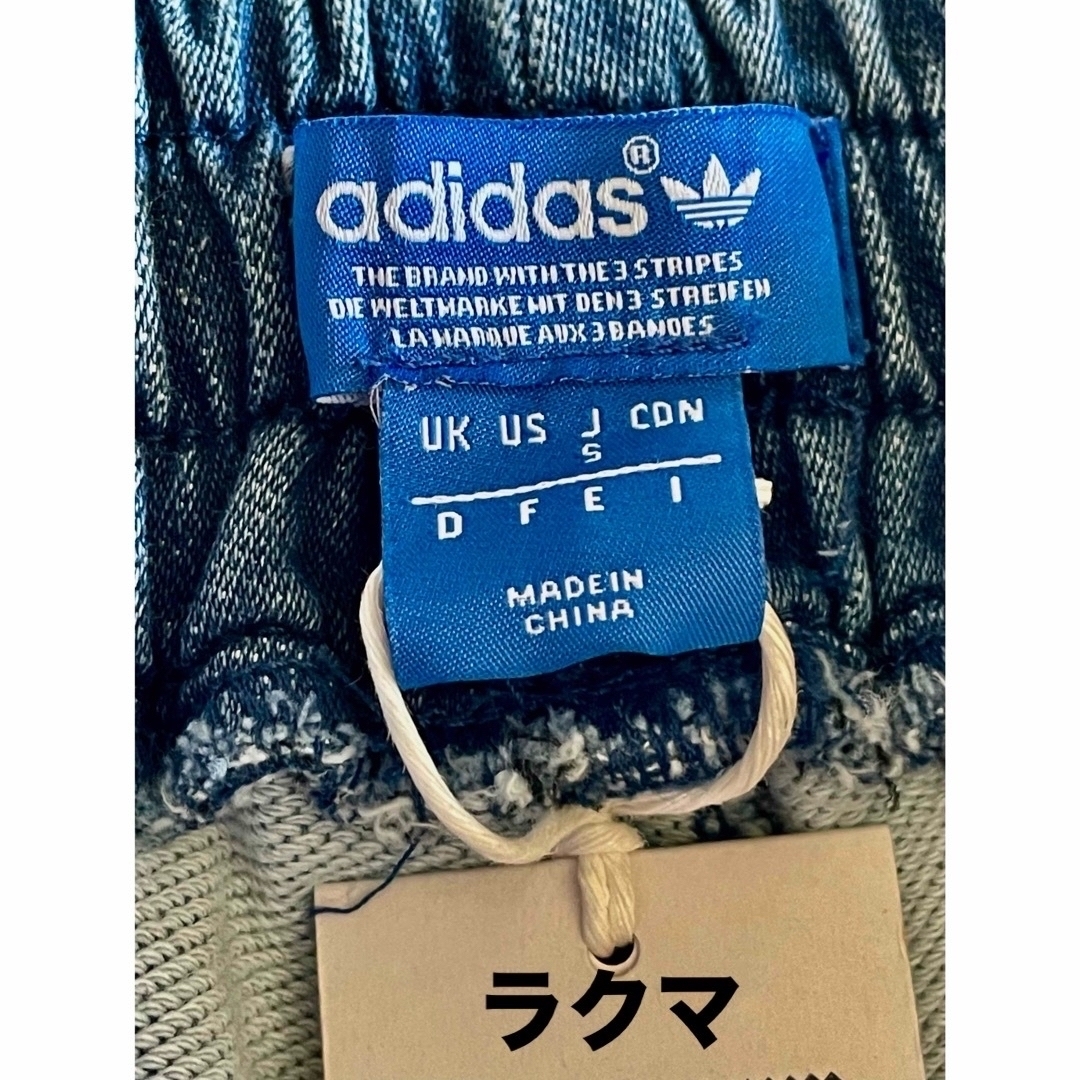 adidas®
THE BRAND WITH THE 3 STRIPES
DIE WELTMARKE MIT DEN 3 STREIFEN
LA MARQUE AUX 3 BANDES
UK US J CDN
S
D F E I
MADE IN
CHINA
ラクマ